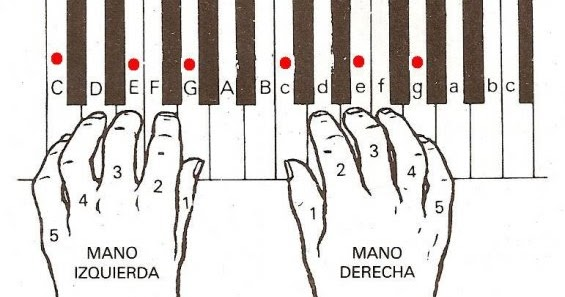 C D E F G A B c d e f g a b c
5 4 3 2 1 1 2 3 4 5
MANO MANO
IZQUIERDA DERECHA